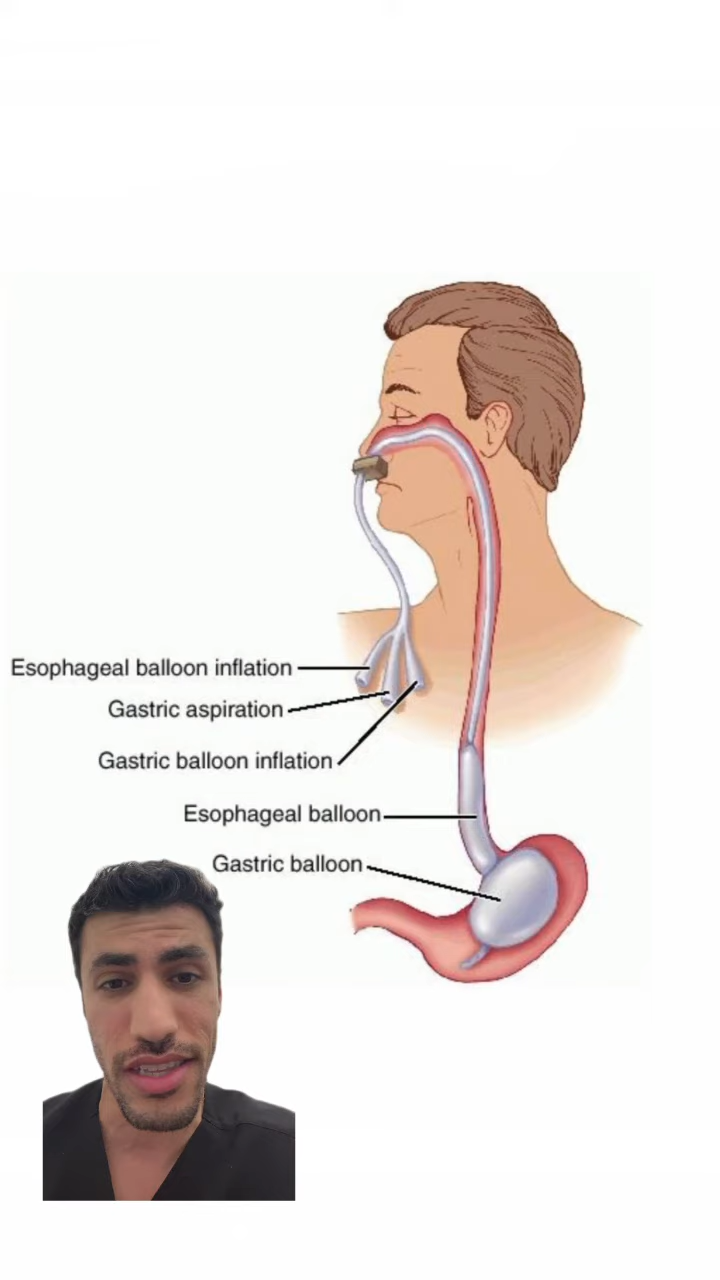 Esophageal balloon inflation
Gastric aspiration
Gastric balloon inflation
Esophageal balloon
Gastric balloon